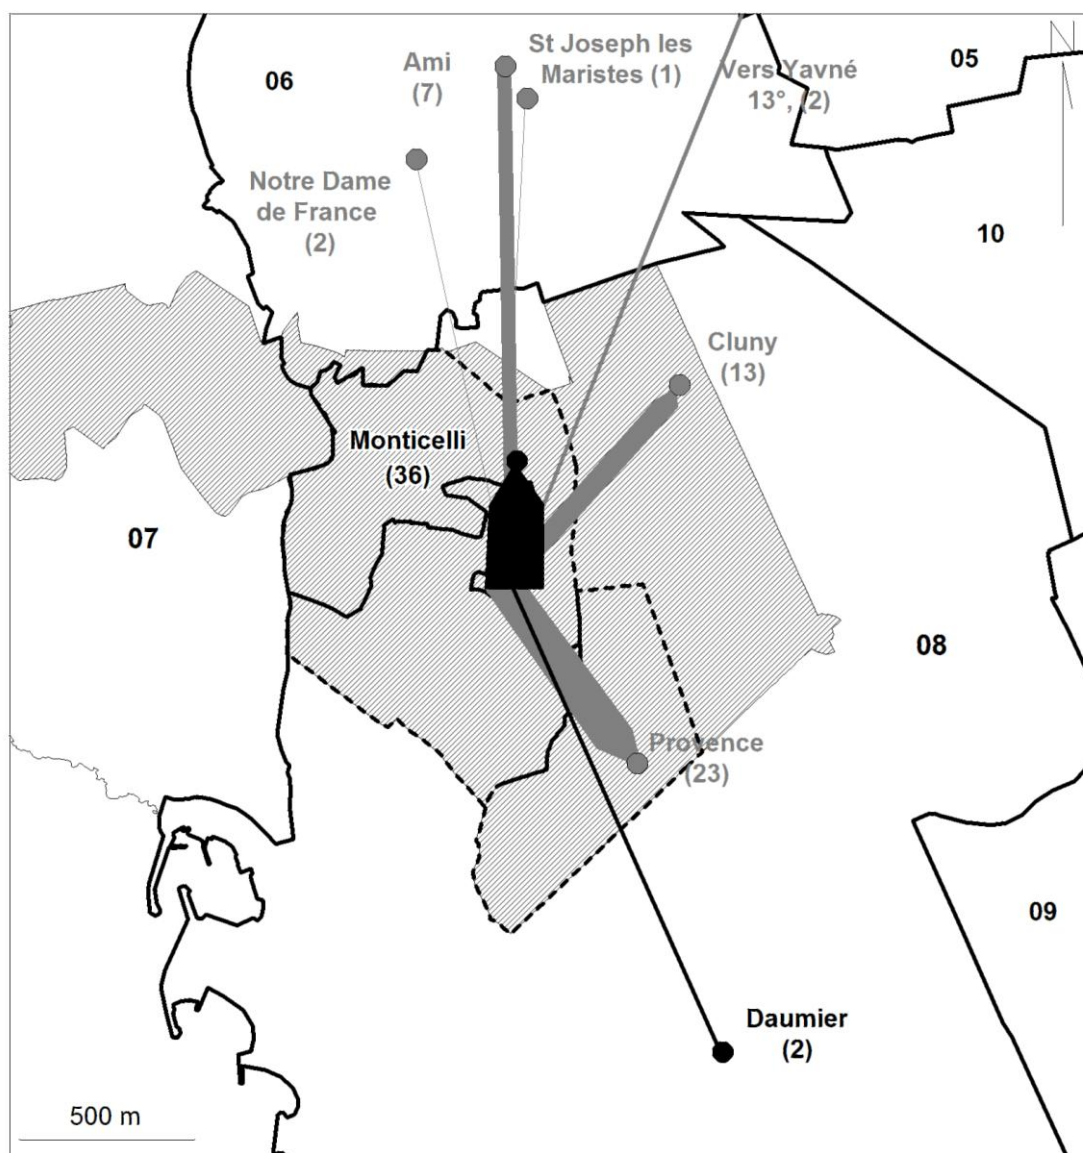 St Joseph les
Maristes (1)
Ami
(7)
06
Vers Yavné
13°, (2)
05
N
Notre Dame
de France
(2)
10
Cluny
(13)
Monticelli
(36)
07
08
Provence
(23)
09
Daumier
(2)
500 m